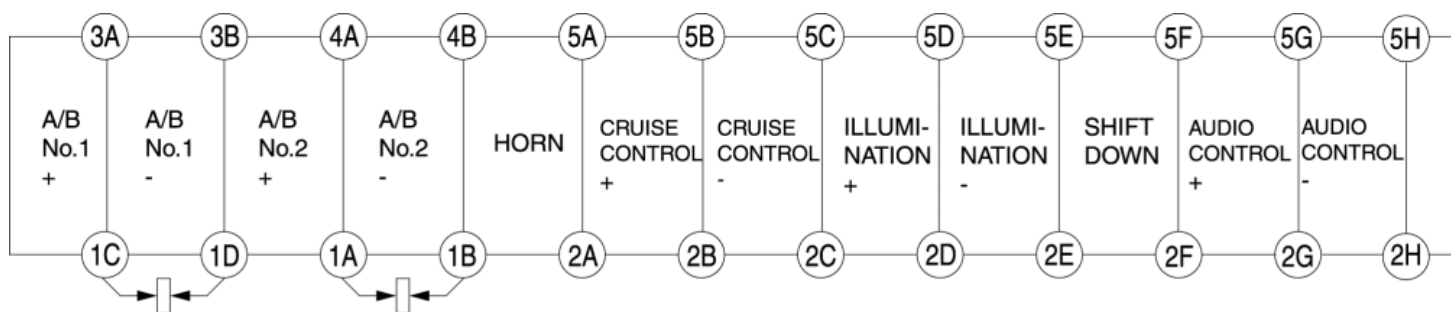 3A 3B 4A 4B 5A 5B 5C 5D 5E 5F 5G 5H
A/B
No.1
+
A/B
No.1
-
A/B
No.2
+
A/B
No.2
-
HORN
CRUISE
CONTROL
+
CRUISE
CONTROL
-
ILLUMI-
NATION
+
ILLUMI-
NATION
-
SHIFT
DOWN
AUDIO
CONTROL
+
AUDIO
CONTROL
-
1C 1D 1A 1B 2A 2B 2C 2D 2E 2F 2G 2H